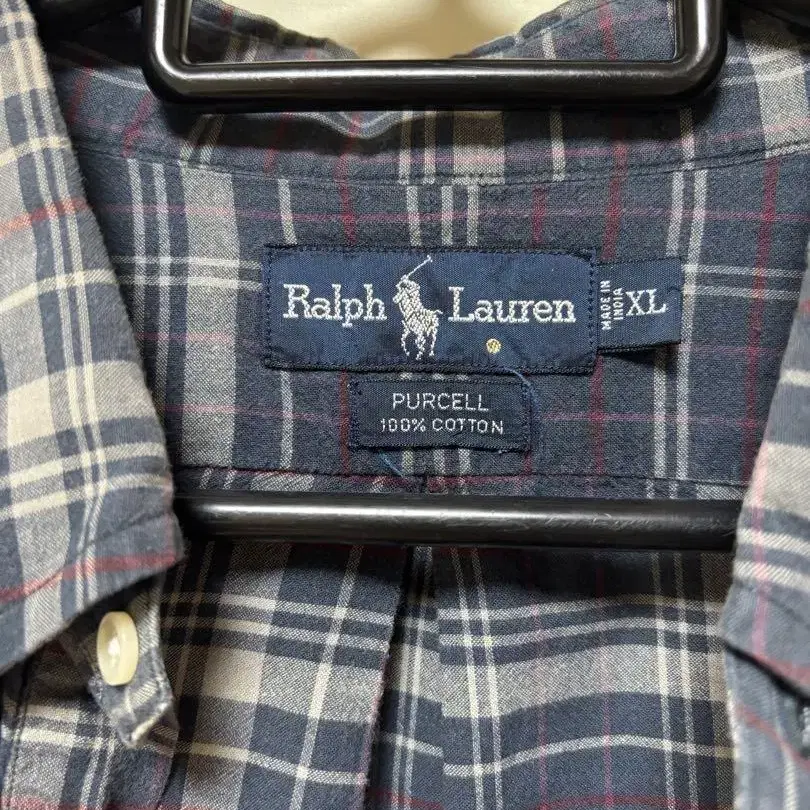 Ralph Lauren
MADE IN
INDIA
XL
PURCELL
100% COTTON